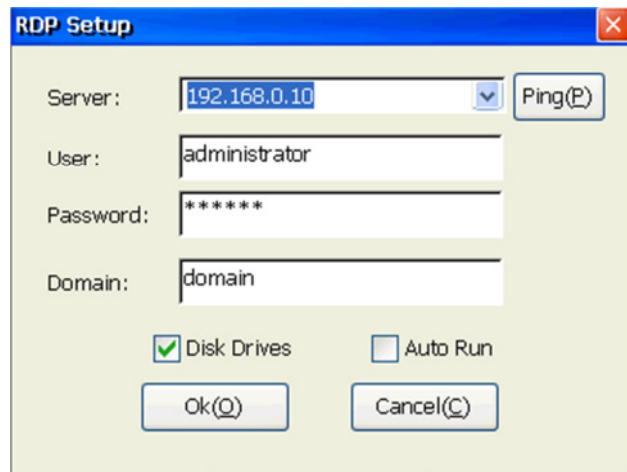 RDP Setup
Server: 192.168.0.10 Ping(P)
User: administrator
Password: ******
Domain: domain
Disk Drives Auto Run
Ok(O) Cancel(C)